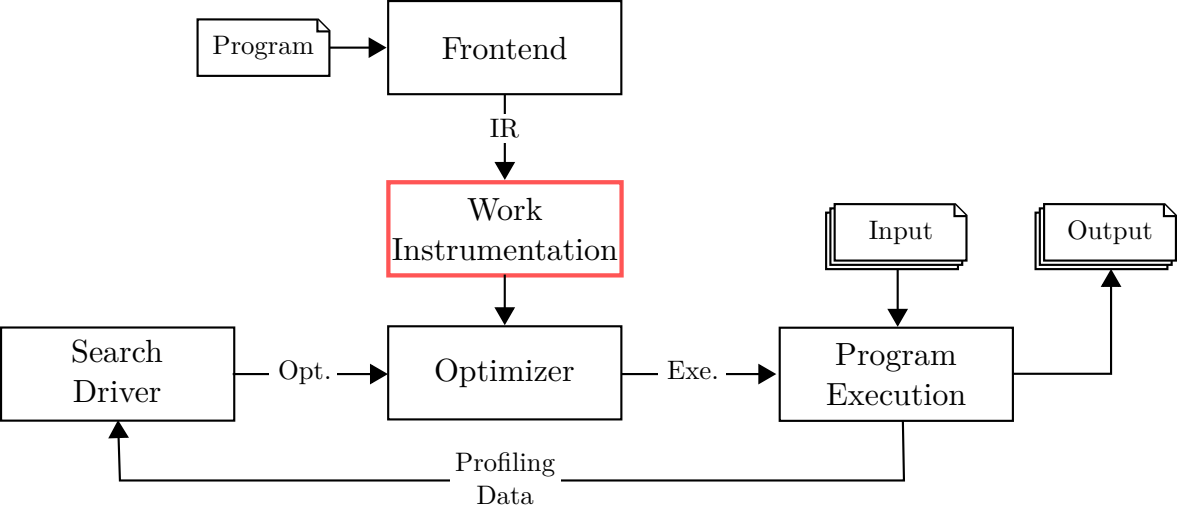 Program
Frontend
IR
Work
Instrumentation
Input
Output
Search
Driver
Opt.
Optimizer
Exe.
Program
Execution
Profiling
Data